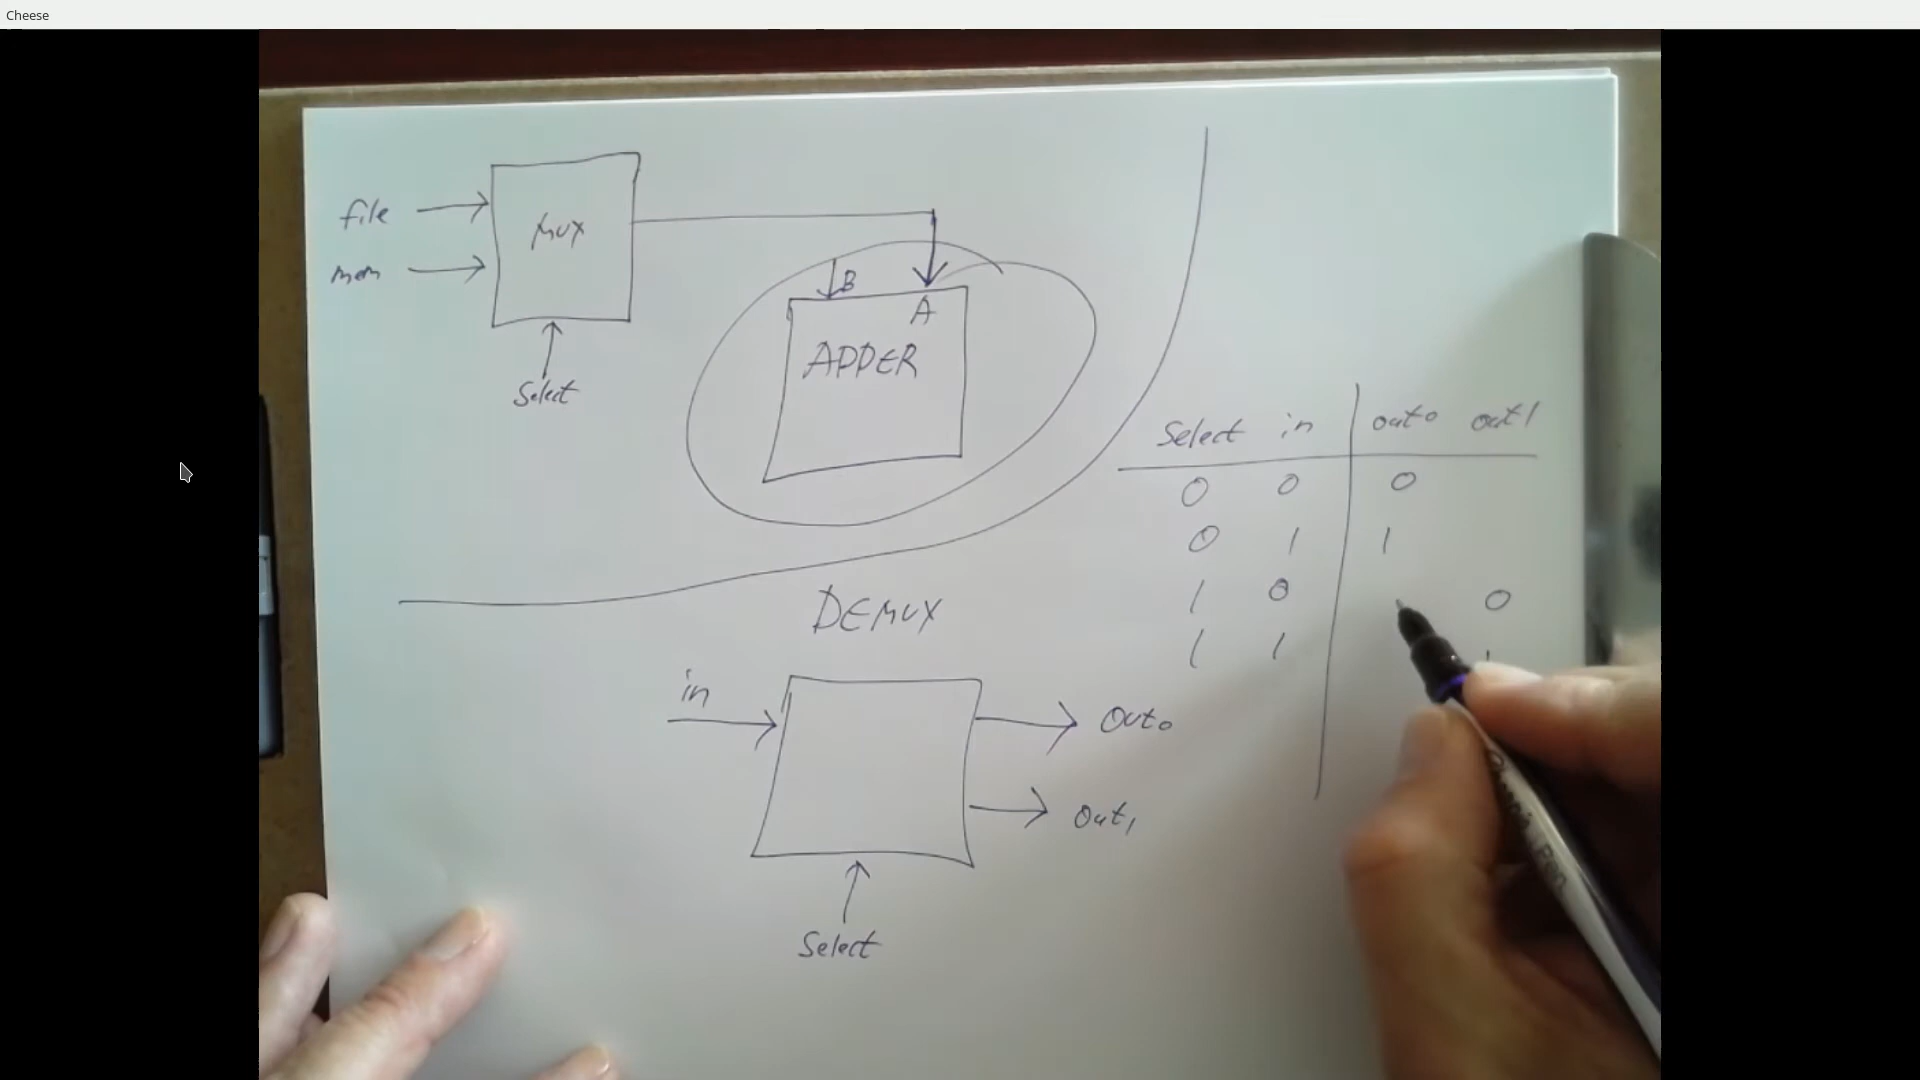 Cheese
file
mem
MUX
Select
B
A
ADDER
Select in out0 out1
0 0 0
0 1 1
1 0 0
1 1
DEMUX
in
Out0
Out1
Select